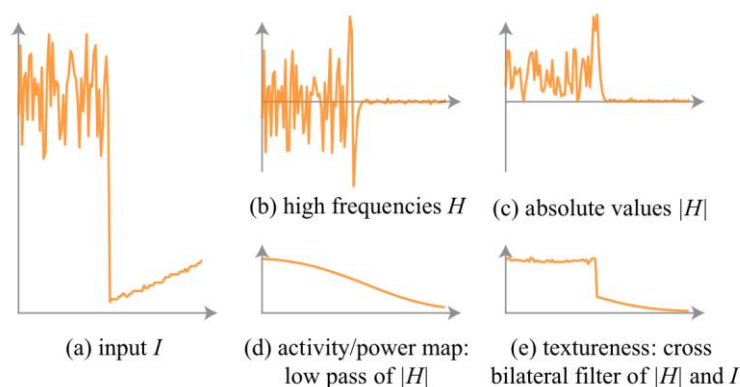 (b) high frequencies H
(c) absolute values |H|
(a) input I
(d) activity/power map:
low pass of |H|
(e) textureness: cross
bilateral filter of |H| and I